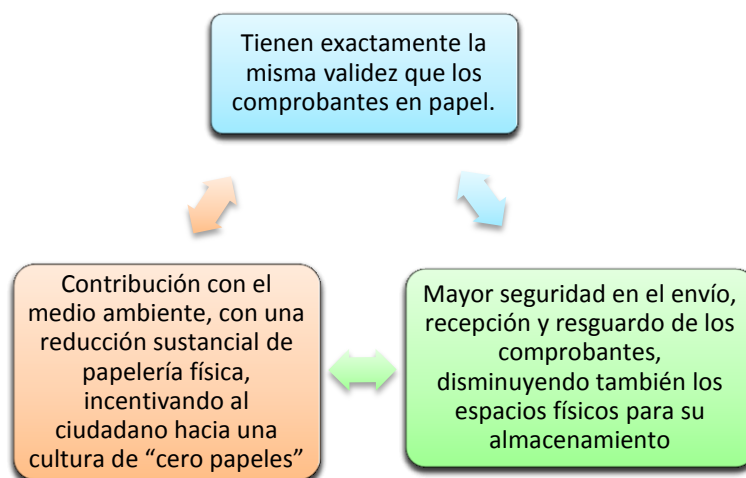 Tienen exactamente la
misma validez que los
comprobantes en papel.
Contribución con el
medio ambiente, con una
reducción sustancial de
papelería física,
incentivando al
ciudadano hacia una
cultura de “cero papeles”
Mayor seguridad en el envío,
recepción y resguardo de los
comprobantes,
disminuyendo también los
espacios físicos para su
almacenamiento